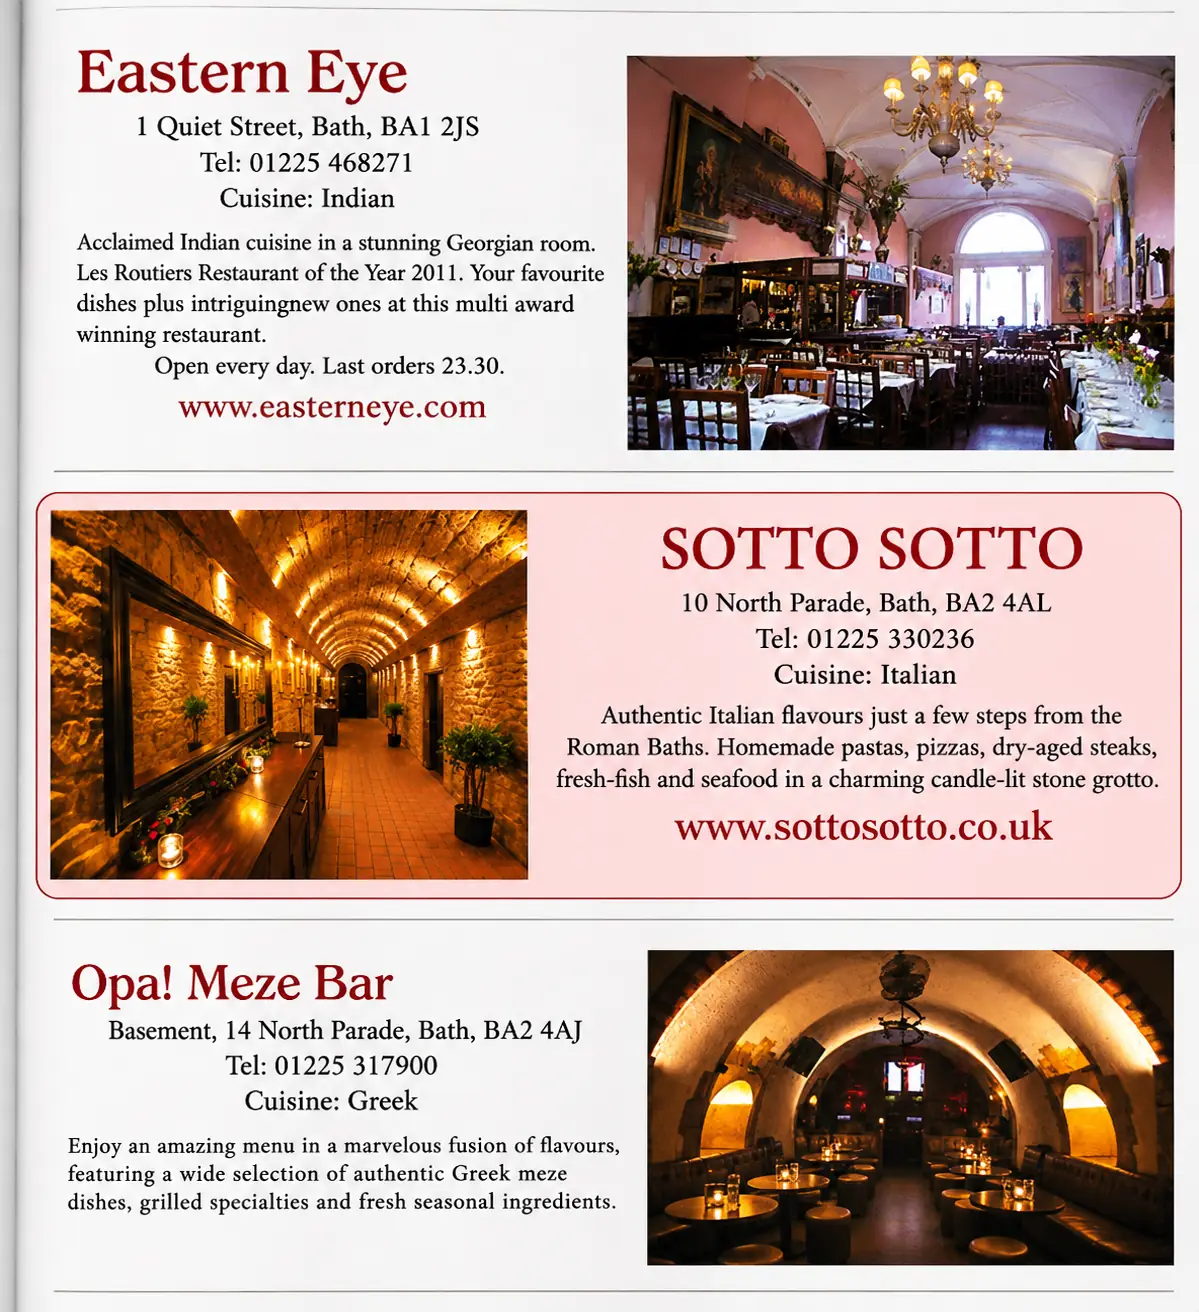 Eastern Eye
1 Quiet Street, Bath, BA1 2JS
Tel: 01225 468271
Cuisine: Indian
Acclaimed Indian cuisine in a stunning Georgian room.
Les Routiers Restaurant of the Year 2011. Your favourite
dishes plus intriguingnew ones at this multi award
winning restaurant.
Open every day. Last orders 23.30.
www.easterneye.com
SOTTO SOTTO
10 North Parade, Bath, BA2 4AL
Tel: 01225 330236
Cuisine: Italian
Authentic Italian flavours just a few steps from the
Roman Baths. Homemade pastas, pizzas, dry-aged steaks,
fresh-fish and seafood in a charming candle-lit stone grotto.
www.sottosotto.co.uk
Opa! Meze Bar
Basement, 14 North Parade, Bath, BA2 4AJ
Tel: 01225 317900
Cuisine: Greek
Enjoy an amazing menu in a marvelous fusion of flavours,
featuring a wide selection of authentic Greek meze
dishes, grilled specialties and fresh seasonal ingredients.